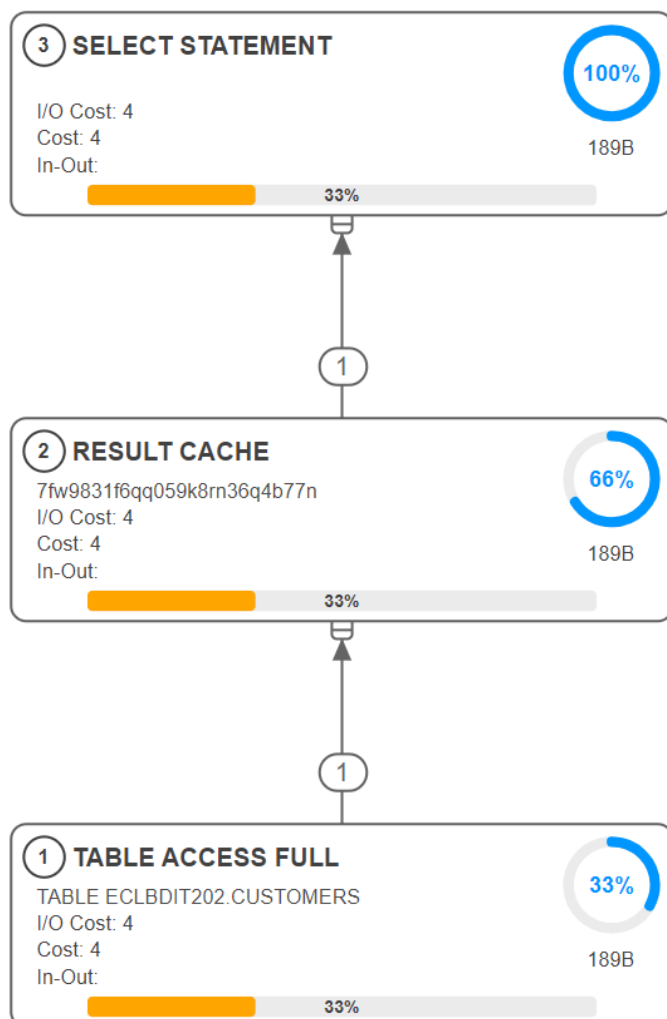 3 SELECT STATEMENT
100%
I/O Cost: 4
Cost: 4
189B
In-Out:
33%
1
2 RESULT CACHE
66%
7fw9831f6qq059k8rn36q4b77n
I/O Cost: 4
Cost: 4
189B
In-Out:
33%
1
1 TABLE ACCESS FULL
33%
TABLE ECLBDIT202.CUSTOMERS
I/O Cost: 4
Cost: 4
189B
In-Out:
33%